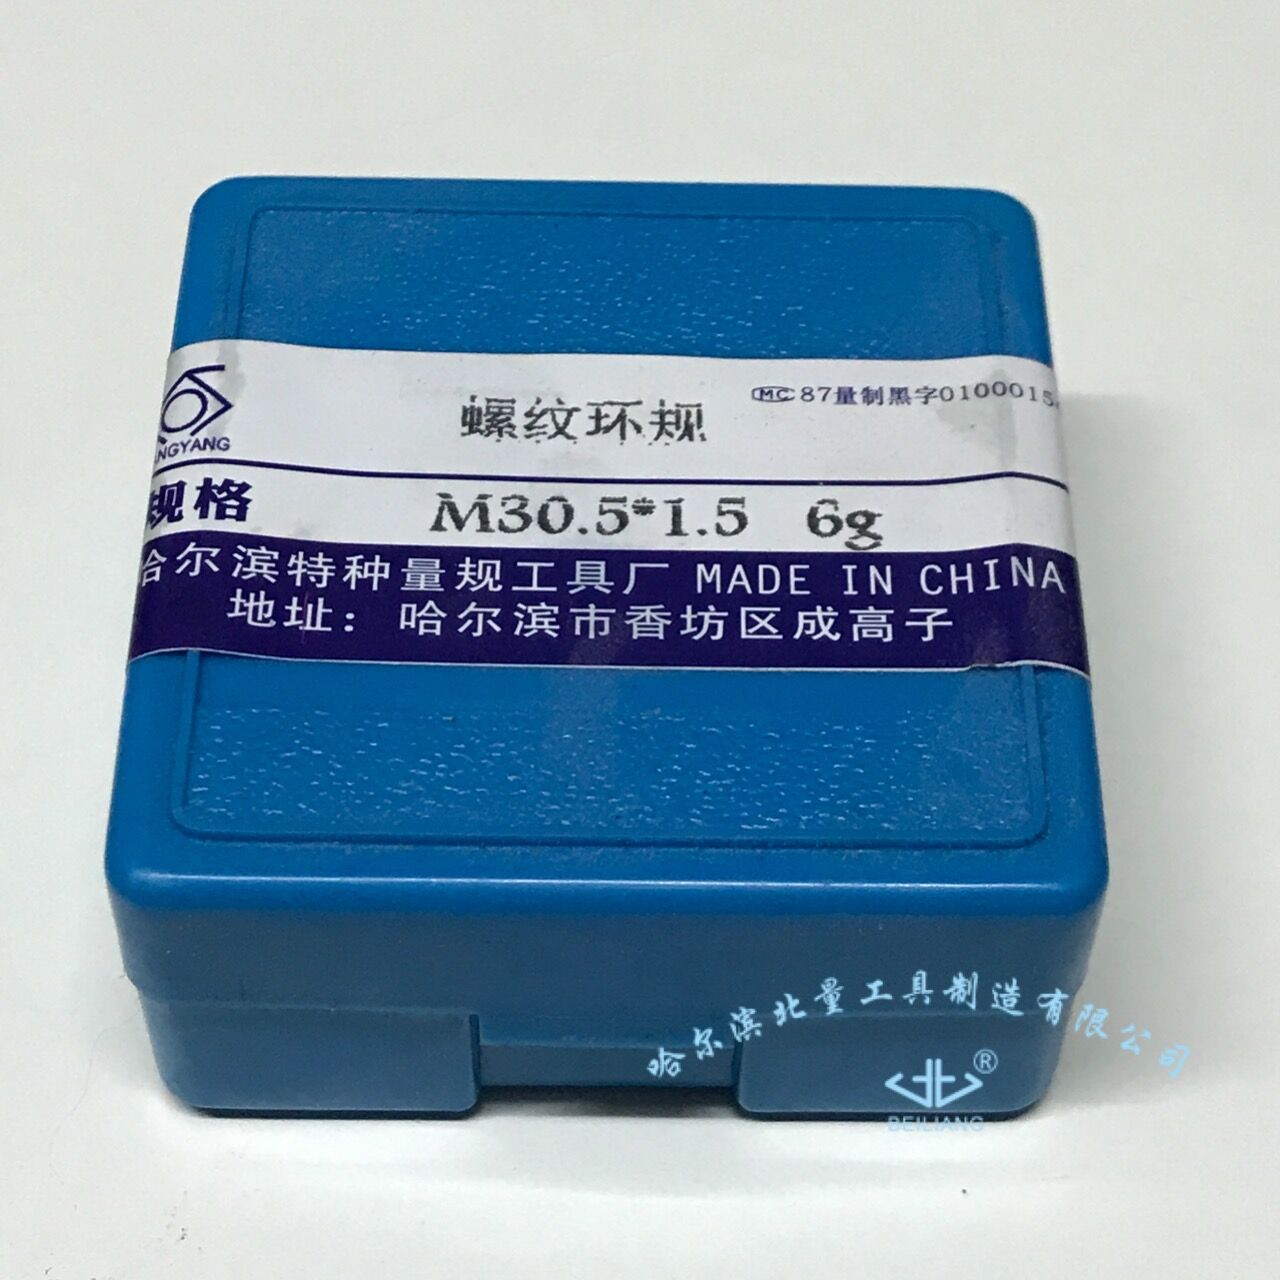 MC 87量制黑字0100015
螺纹环规
NGYANG
规格 M30.5*1.5 6g
哈尔滨特种量规工具厂 MADE IN CHINA
地址：哈尔滨市香坊区成高子
哈尔滨北量工具制造有限公司
®
BEILIANG